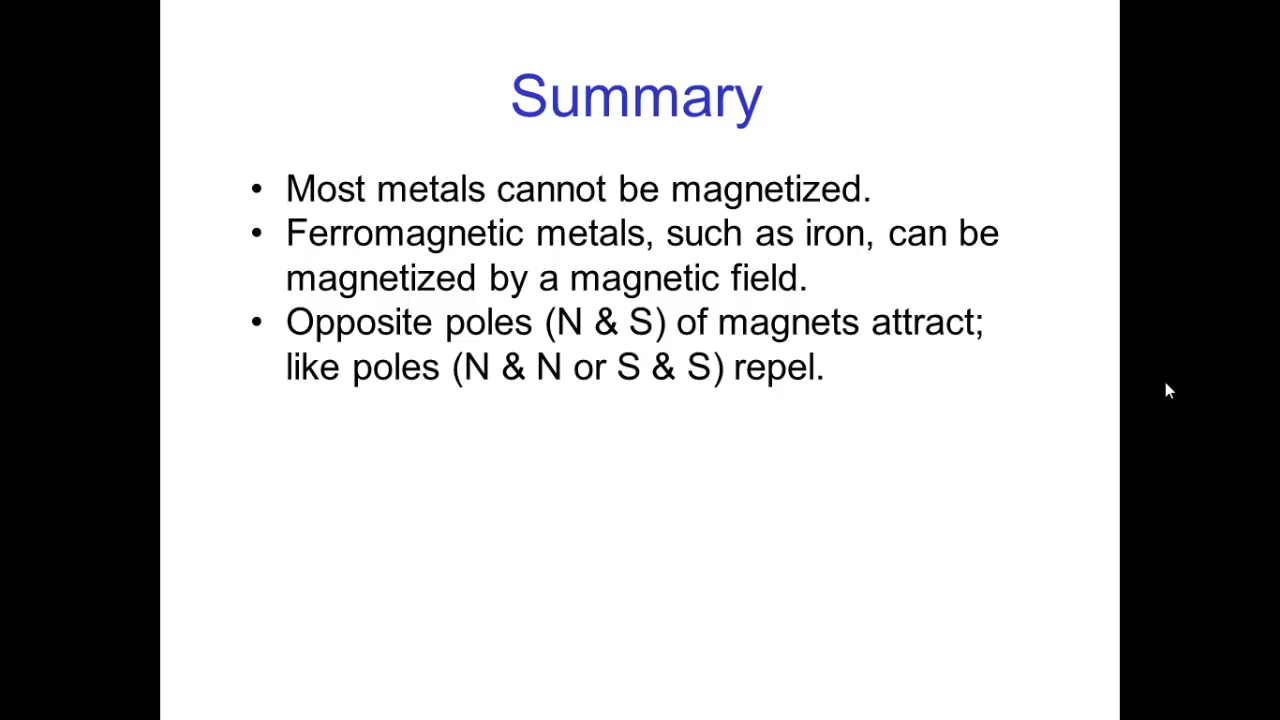 Summary
• Most metals cannot be magnetized.
• Ferromagnetic metals, such as iron, can be
magnetized by a magnetic field.
• Opposite poles (N & S) of magnets attract;
like poles (N & N or S & S) repel.